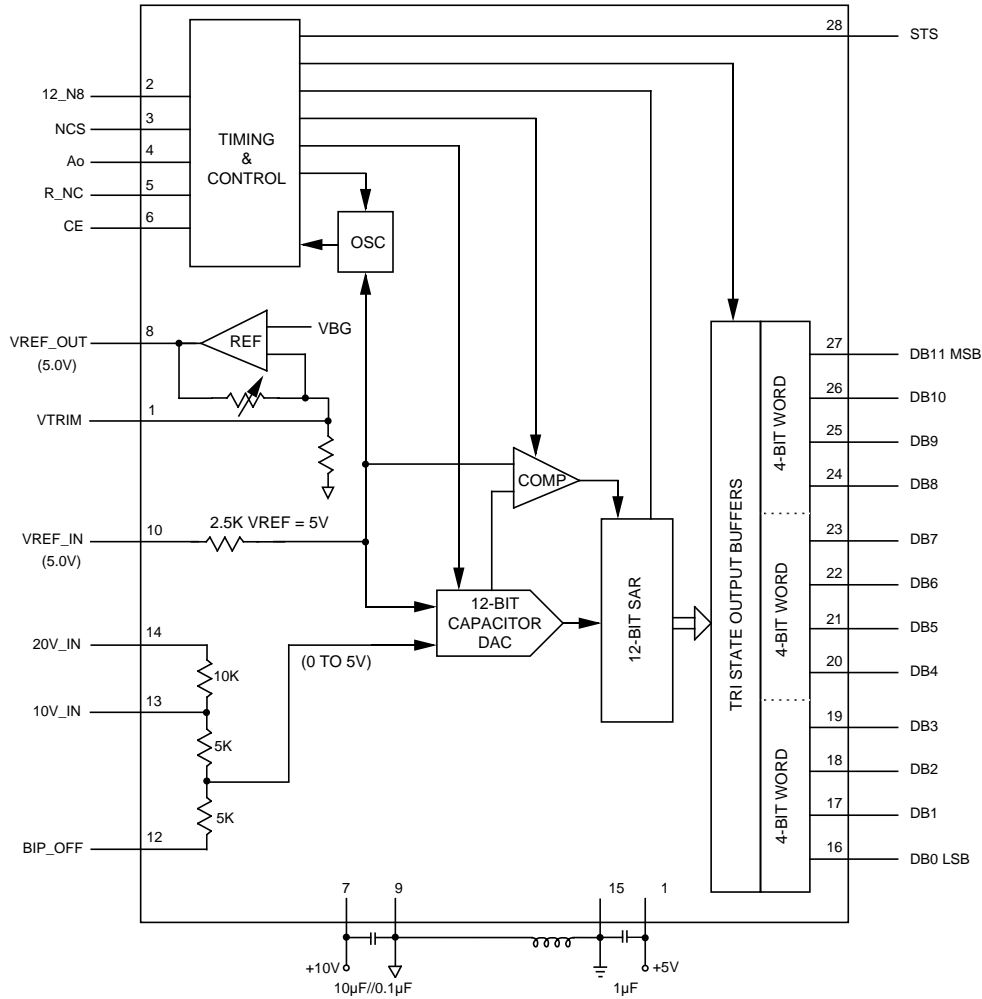 28
STS
2
12_N8
3
NCS
4
Ao
5
R_NC
6
CE
TIMING
&
CONTROL
OSC
8
VREF_OUT
(5.0V)
REF
VBG
1
VTRIM
10
VREF_IN
(5.0V)
2.5K VREF = 5V
COMP
14
20V_IN
10K
13
10V_IN
5K
5K
12
BIP_OFF
(0 TO 5V)
12-BIT
CAPACITOR
DAC
12-BIT SAR
TRI STATE OUTPUT BUFFERS
4-BIT WORD
4-BIT WORD
4-BIT WORD
27
DB11 MSB
26
DB10
25
DB9
24
DB8
23
DB7
22
DB6
21
DB5
20
DB4
19
DB3
18
DB2
17
DB1
16
DB0 LSB
7
9
15
1
+10V
10µF//0.1µF
1µF
+5V